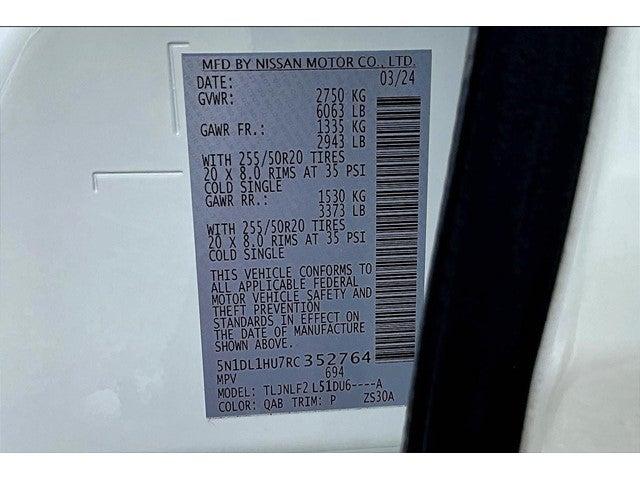 MFD BY NISSAN MOTOR CO., LTD.
DATE: 03/24
GVWR: 2750 KG
6063 LB
GAWR FR.: 1335 KG
2943 LB
WITH 255/50R20 TIRES
20 X 8.0 RIMS AT 35 PSI
COLD SINGLE
GAWR RR.: 1530 KG
3373 LB
WITH 255/50R20 TIRES
20 X 8.0 RIMS AT 35 PSI
COLD SINGLE
THIS VEHICLE CONFORMS TO
ALL APPLICABLE FEDERAL
MOTOR VEHICLE SAFETY AND
THEFT PREVENTION
STANDARDS IN EFFECT ON
THE DATE OF MANUFACTURE
SHOWN ABOVE.
5N1DL1HU7RC352764
MPV 694
MODEL: TLJNLF2 L51DU6----A
COLOR: QAB TRIM: P ZS30A